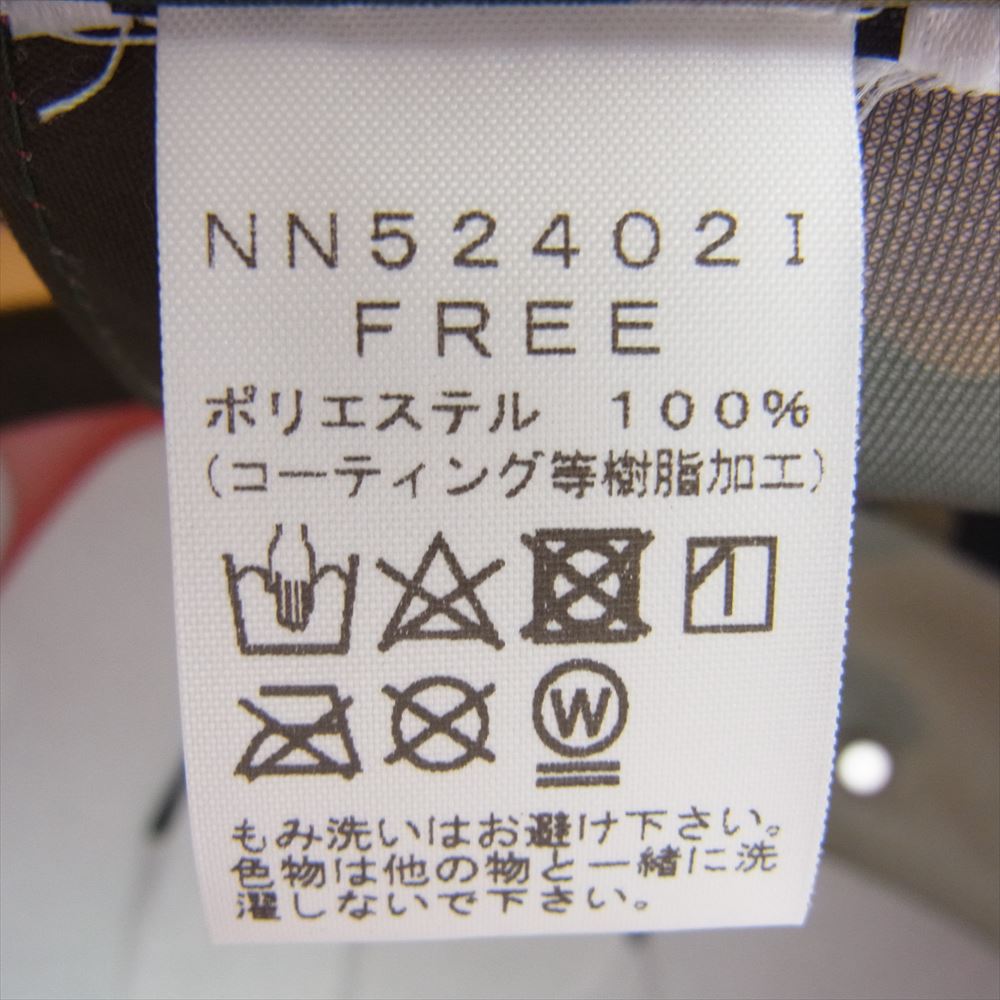 NN52402I
FREE
ポリエステル 100%
(コーティング等樹脂加工)
W
もみ洗いはお避け下さい。
色物は他の物と一緒に洗
濯しないで下さい。